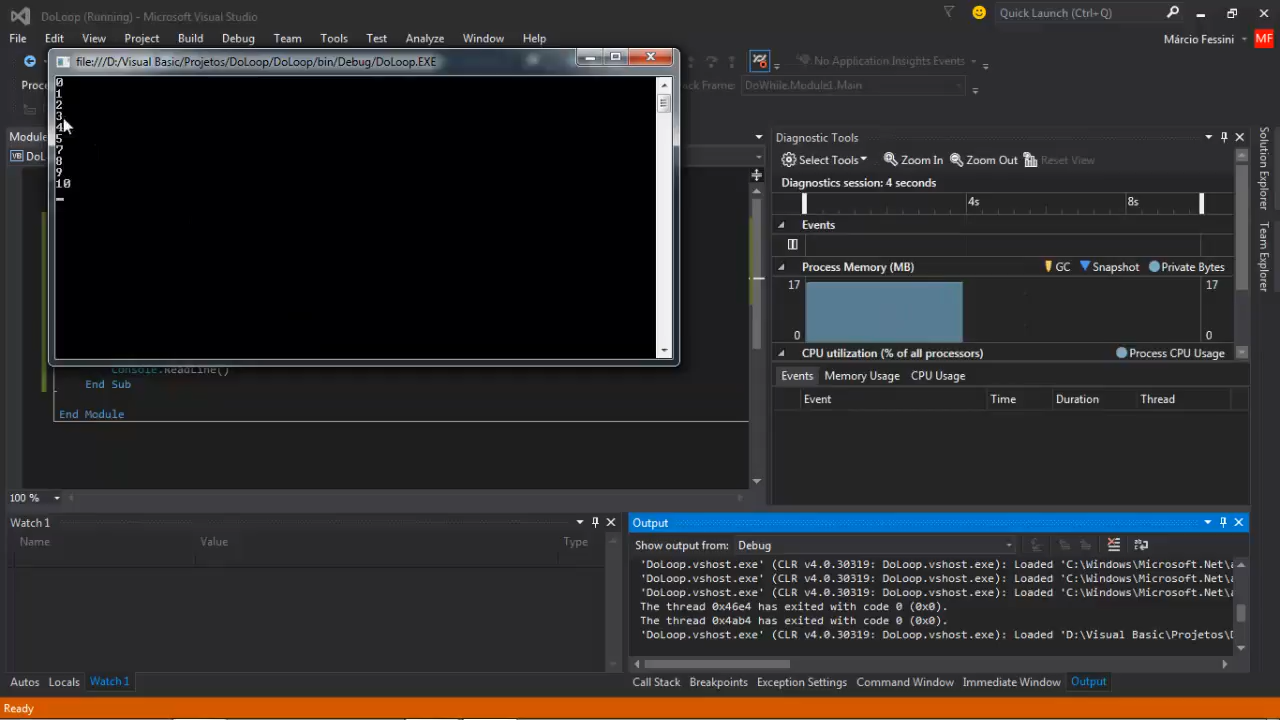 DoLoop (Running) - Microsoft Visual Studio
Quick Launch (Ctrl+Q)
File Edit View Project Build Debug Team Tools Test Analyze Window Help
Márcio Fessini MF
file:///D:/Visual Basic/Projetos/DoLoop/DoLoop/bin/Debug/DoLoop.EXE
No Application Insights Events
Proce
Frame: DoWhile.Module1.Main
0
1
2
3
4
5
7
8
9
10
Module
VB DoL
Console.ReadLine()
End Sub
End Module
100 %
Diagnostic Tools
Select Tools Zoom In Zoom Out Reset View
Diagnostics session: 4 seconds
4s 8s
Events
Process Memory (MB) GC Snapshot Private Bytes
17 17
0 0
CPU utilization (% of all processors) Process CPU Usage
Events Memory Usage CPU Usage
Event Time Duration Thread
Solution Explorer
Team Explorer
Watch 1
Name Value Type
Output
Show output from: Debug
'DoLoop.vshost.exe' (CLR v4.0.30319: DoLoop.vshost.exe): Loaded 'C:\Windows\Microsoft.Net\a
'DoLoop.vshost.exe' (CLR v4.0.30319: DoLoop.vshost.exe): Loaded 'C:\Windows\Microsoft.Net\a
'DoLoop.vshost.exe' (CLR v4.0.30319: DoLoop.vshost.exe): Loaded 'C:\Windows\Microsoft.Net\a
The thread 0x46e4 has exited with code 0 (0x0).
The thread 0x4ab4 has exited with code 0 (0x0).
'DoLoop.vshost.exe' (CLR v4.0.30319: DoLoop.vshost.exe): Loaded 'D:\Visual Basic\Projetos\D
Autos Locals Watch 1
Call Stack Breakpoints Exception Settings Command Window Immediate Window Output
Ready